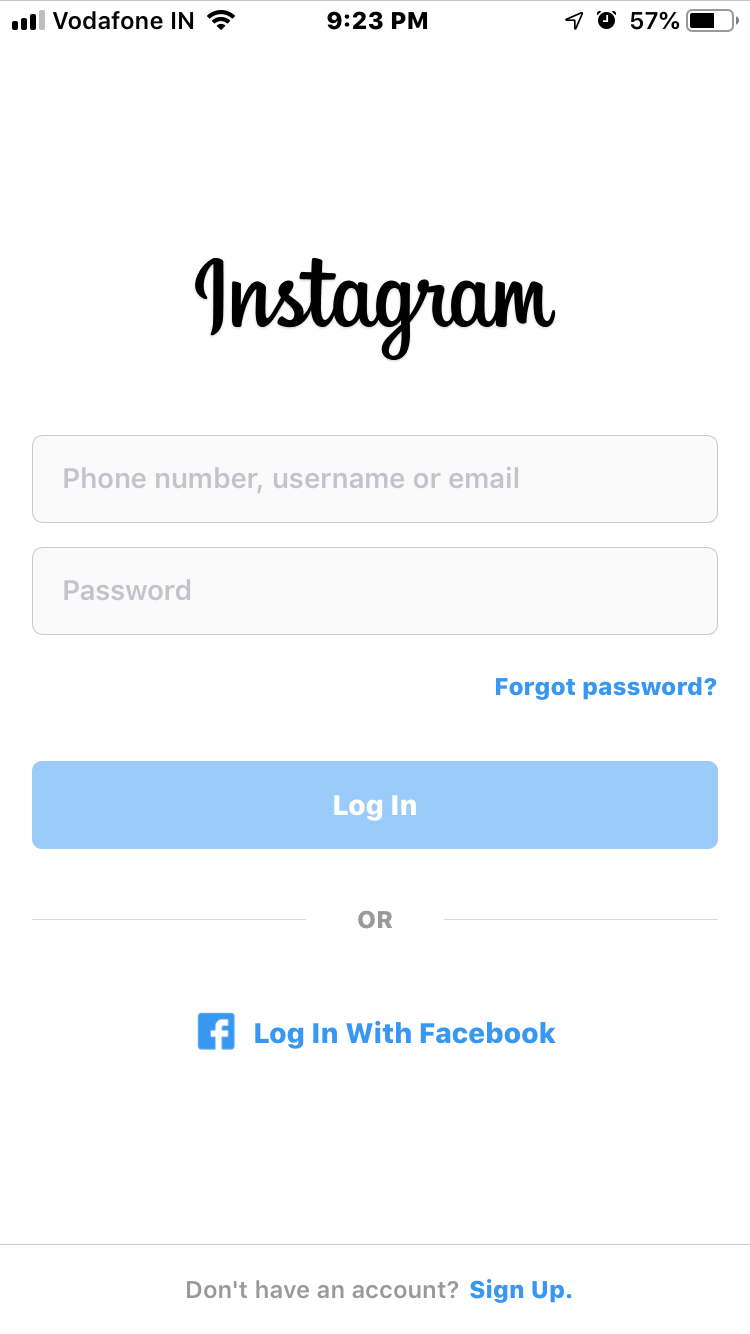 Vodafone IN 9:23 PM 57%
Instagram
Phone number, username or email
Password
Forgot password?
Log In
OR
Log In With Facebook
Don't have an account? Sign Up.